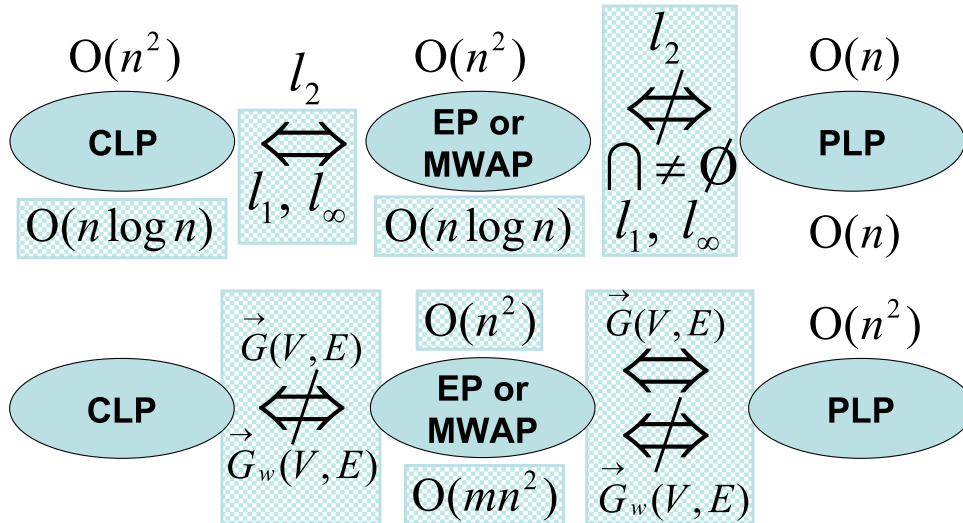 O(n²) l₂ O(n²) l₂ O(n)
CLP ⇔ EP or MWAP ⇎ PLP
∩ ≠ ∅
l₁, l∞ l₁, l∞
O(n log n) O(n log n) O(n)
G⃗(V, E) O(n²) G⃗(V, E) O(n²)
⇔
CLP ⇎ EP or MWAP ⇎ PLP
G⃗w(V, E) O(mn²) G⃗w(V, E)